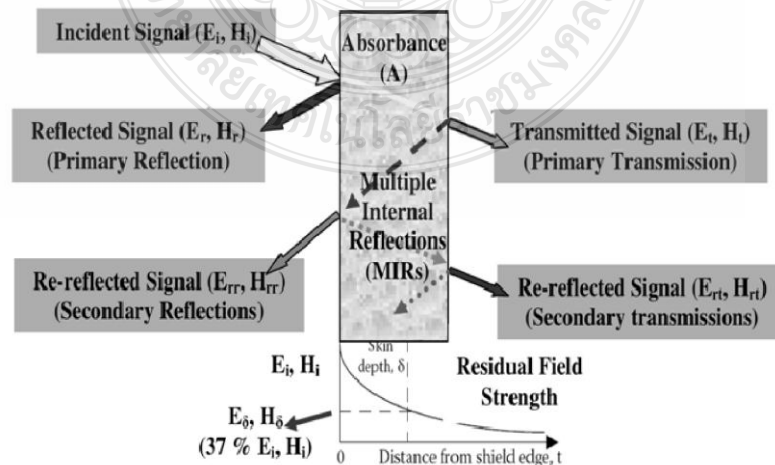 Incident Signal (Eᵢ, Hᵢ)
Absorbance
(A)
Reflected Signal (Eᵣ, Hᵣ)
(Primary Reflection)
Transmitted Signal (Eₜ, Hₜ)
(Primary Transmission)
Multiple
Internal
Reflections
(MIRs)
Re-reflected Signal (Eᵣᵣ, Hᵣᵣ)
(Secondary Reflections)
Re-reflected Signal (Eᵣₜ, Hᵣₜ)
(Secondary transmissions)
Skin
depth, δ
Eᵢ, Hᵢ
Residual Field
Strength
E_δ, H_δ
(37 % Eᵢ, Hᵢ)
0
Distance from shield edge, t